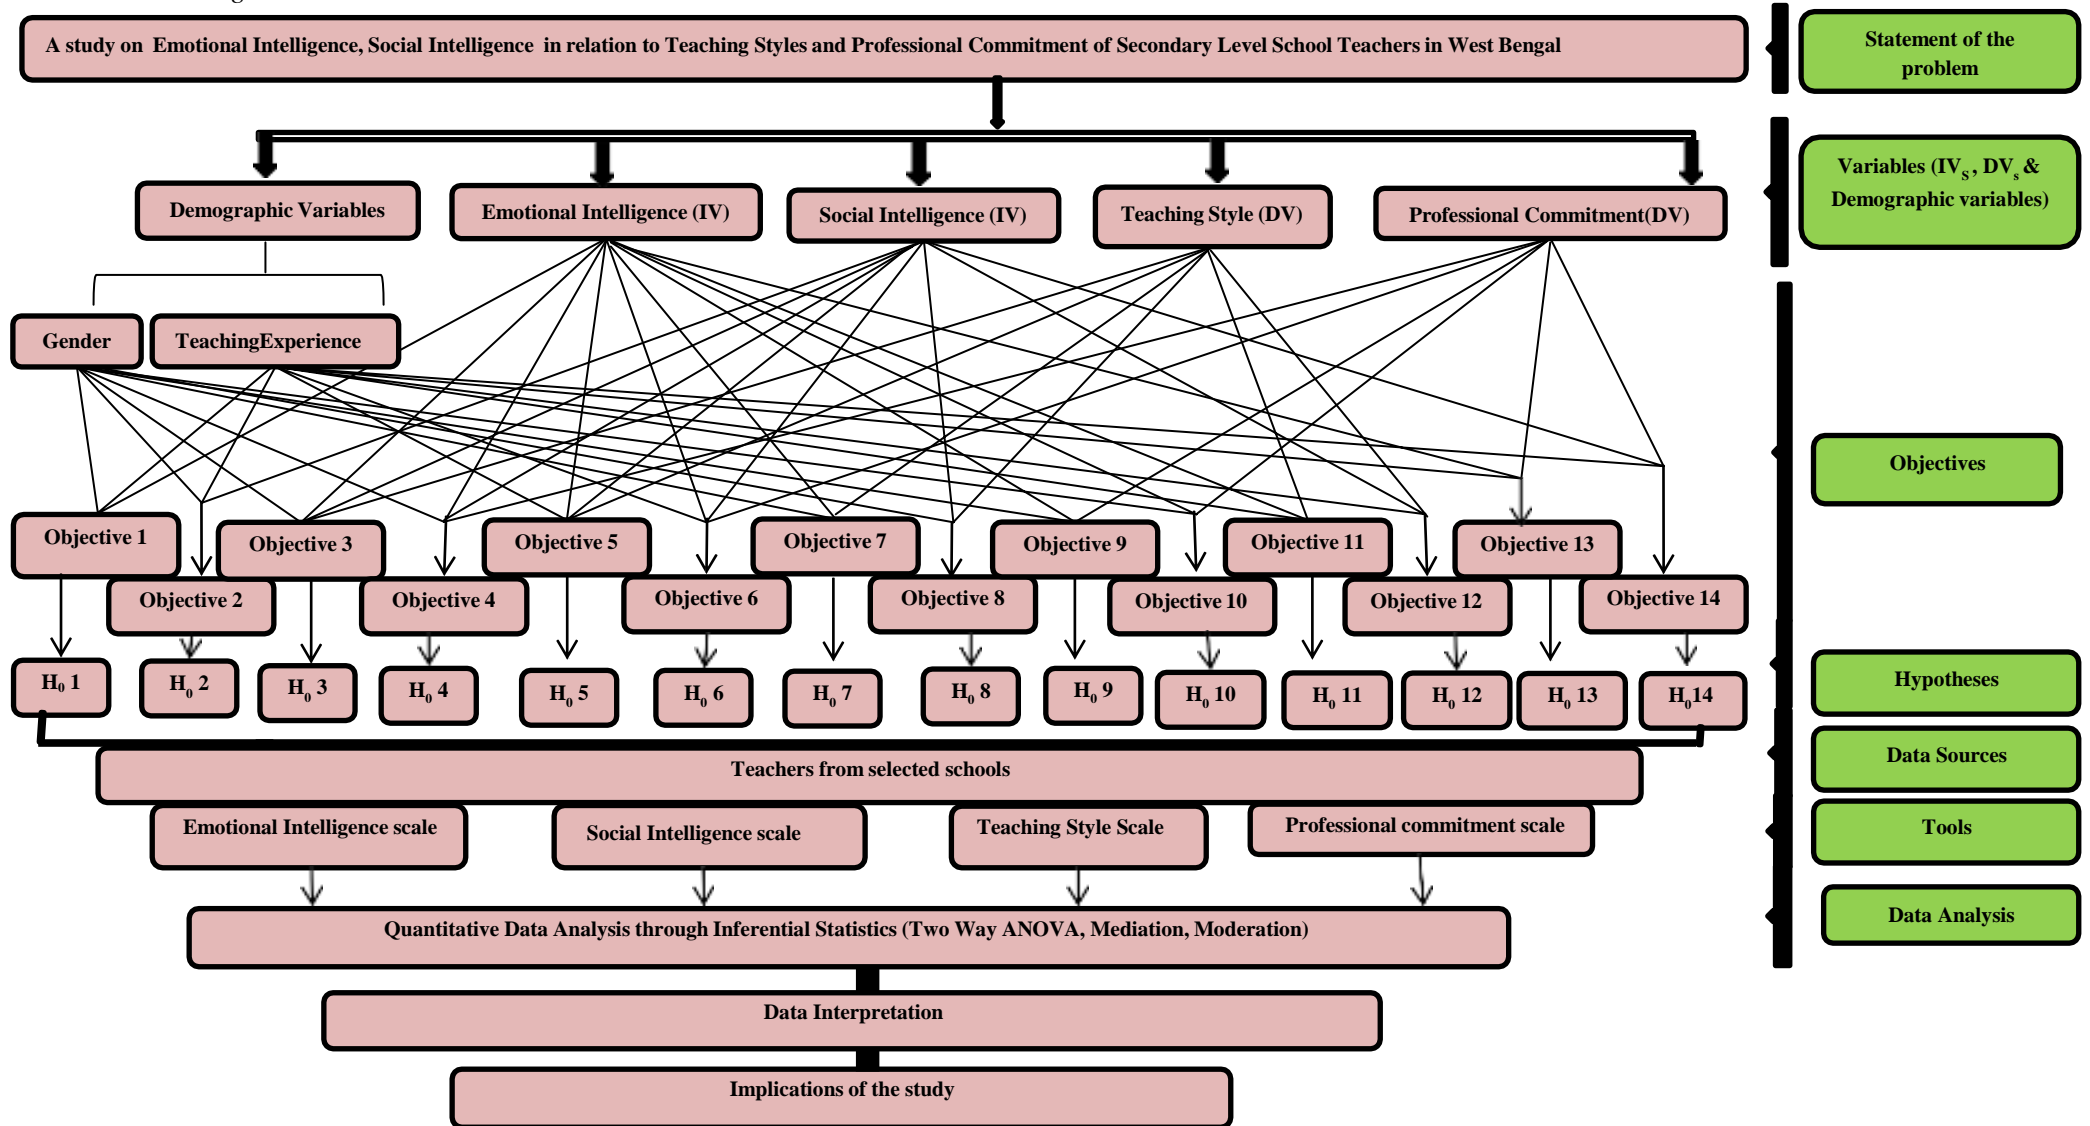 A study on Emotional Intelligence, Social Intelligence in relation to Teaching Styles and Professional Commitment of Secondary Level School Teachers in West Bengal
Statement of the
problem
Demographic Variables
Emotional Intelligence (IV)
Social Intelligence (IV)
Teaching Style (DV)
Professional Commitment(DV)
Variables (IVS, DVs &
Demographic variables)
Gender
TeachingExperience
Objectives
Objective 1
Objective 3
Objective 5
Objective 7
Objective 9
Objective 11
Objective 13
Objective 2
Objective 4
Objective 6
Objective 8
Objective 10
Objective 12
Objective 14
H0 1
H0 2
H0 3
H0 4
H0 5
H0 6
H0 7
H0 8
H0 9
H0 10
H0 11
H0 12
H0 13
H014
Hypotheses
Teachers from selected schools
Data Sources
Emotional Intelligence scale
Social Intelligence scale
Teaching Style Scale
Professional commitment scale
Tools
Quantitative Data Analysis through Inferential Statistics (Two Way ANOVA, Mediation, Moderation)
Data Analysis
Data Interpretation
Implications of the study